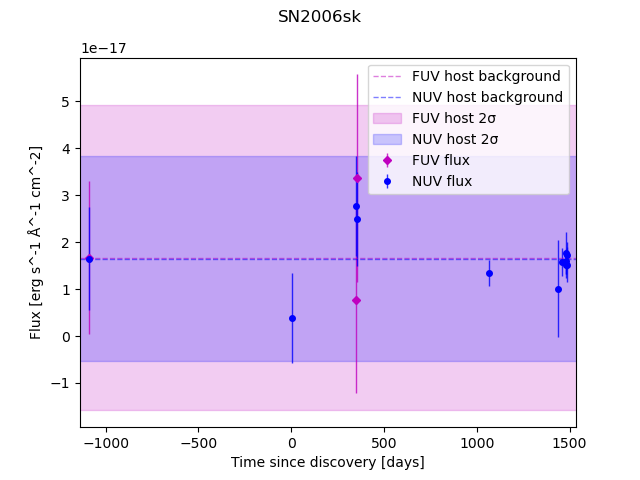 SN2006sk
1e−17
FUV host background
NUV host background
FUV host 2σ
NUV host 2σ
FUV flux
NUV flux
5
4
3
2
1
0
−1
Flux [erg s^-1 Å^-1 cm^-2]
−1000
−500
0
500
1000
1500
Time since discovery [days]